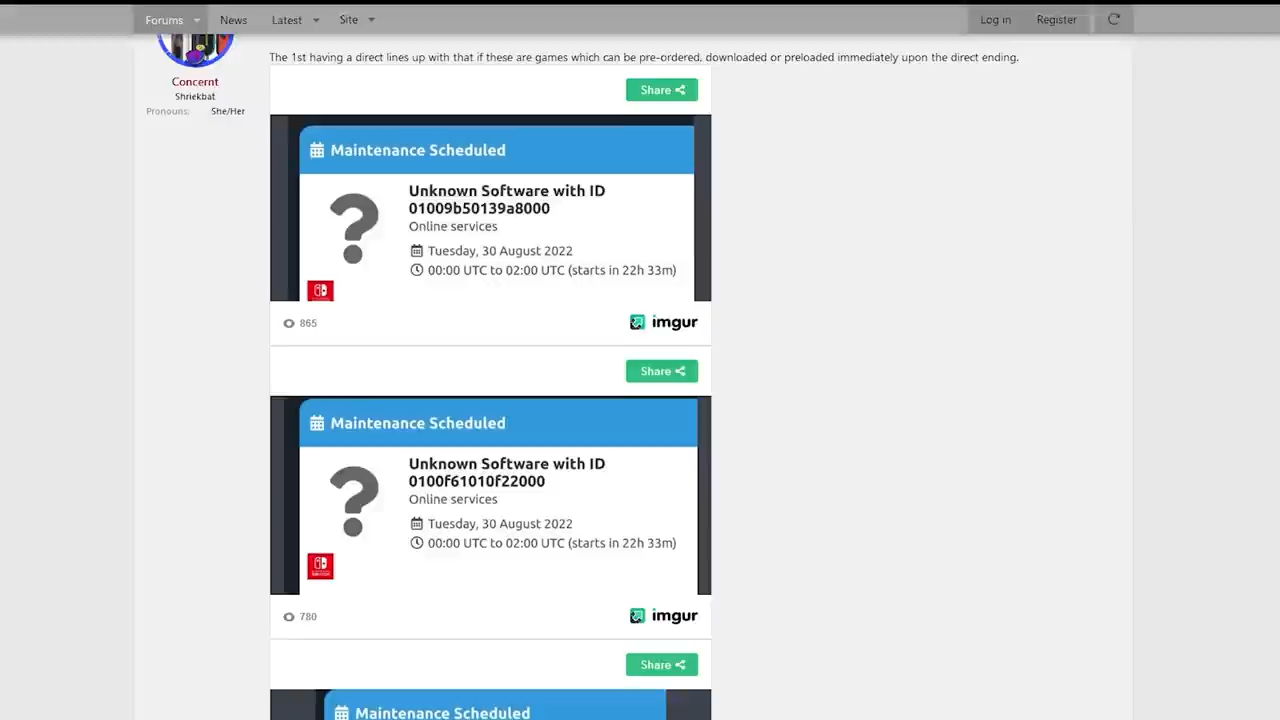 Forums
News
Latest
Site
Log in
Register
The 1st having a direct lines up with that if these are games which can be pre-ordered, downloaded or preloaded immediately upon the direct ending.
Concernt
Shriekbat
Pronouns: She/Her
Share
Maintenance Scheduled
Unknown Software with ID
01009b50139a8000
Online services
Tuesday, 30 August 2022
00:00 UTC to 02:00 UTC (starts in 22h 33m)
865
imgur
Share
Maintenance Scheduled
Unknown Software with ID
0100f61010f22000
Online services
Tuesday, 30 August 2022
00:00 UTC to 02:00 UTC (starts in 22h 33m)
780
imgur
Share
Maintenance Scheduled